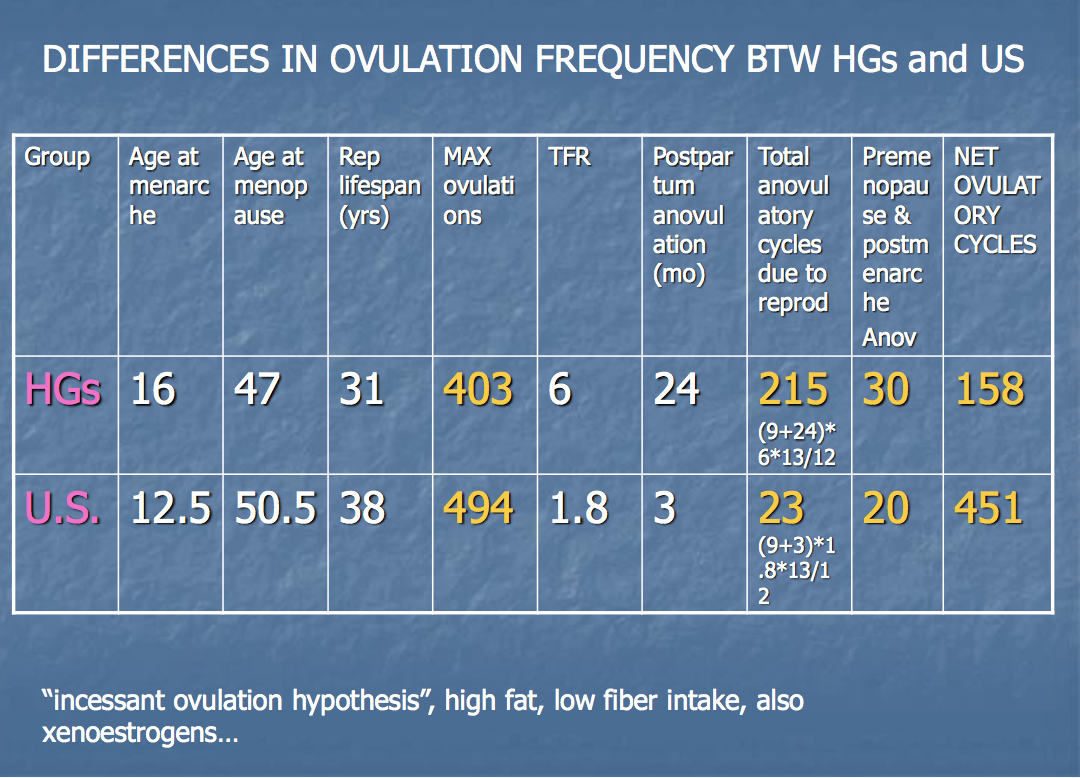 DIFFERENCES IN OVULATION FREQUENCY BTW HGs and US
Group
Age at
menarc
he
Age at
menop
ause
Rep
lifespan
(yrs)
MAX
ovulati
ons
TFR
Postpar
tum
anovul
ation
(mo)
Total
anovul
atory
cycles
due to
reprod
Preme
nopau
se &
postm
enarc
he
Anov
NET
OVULAT
ORY
CYCLES
HGs
16
47
31
403
6
24
215
(9+24)*
6*13/12
30
158
U.S.
12.5
50.5
38
494
1.8
3
23
(9+3)*1
.8*13/1
2
20
451
“incessant ovulation hypothesis”, high fat, low fiber intake, also
xenoestrogens…